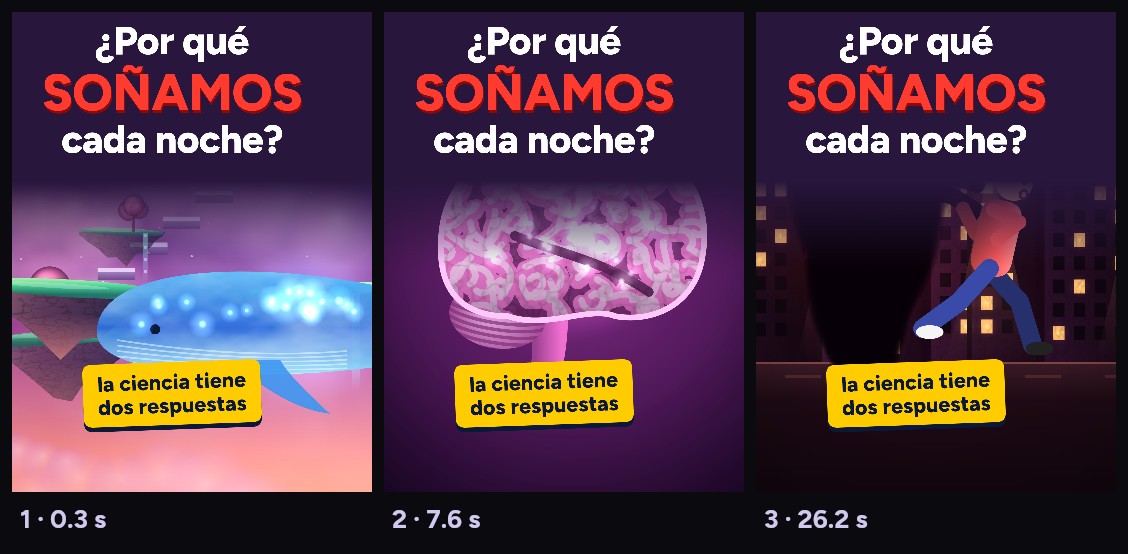 ¿Por qué
SOÑAMOS
cada noche?
la ciencia tiene
dos respuestas
1 · 0.3 s
¿Por qué
SOÑAMOS
cada noche?
la ciencia tiene
dos respuestas
2 · 7.6 s
¿Por qué
SOÑAMOS
cada noche?
la ciencia tiene
dos respuestas
3 · 26.2 s